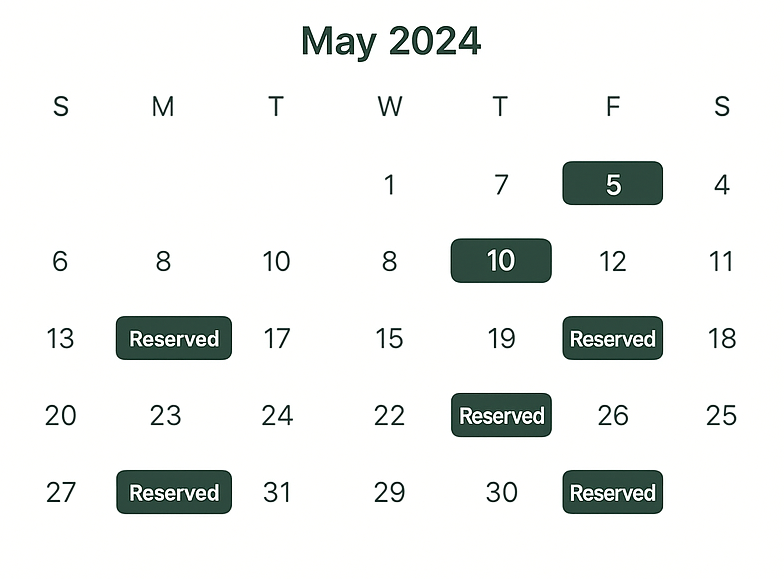 May 2024
S M T W T F S
1 7 5 4
6 8 10 8 10 12 11
13 Reserved 17 15 19 Reserved 18
20 23 24 22 Reserved 26 25
27 Reserved 31 29 30 Reserved